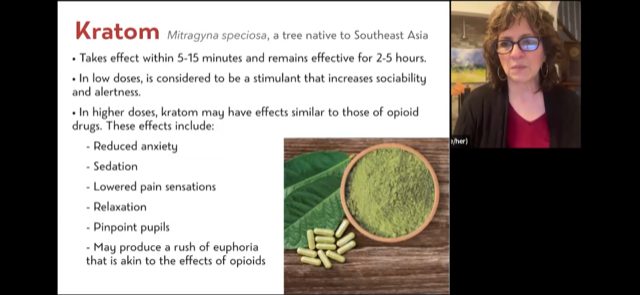 Kratom Mitragyna speciosa, a tree native to Southeast Asia
• Takes effect within 5-15 minutes and remains effective for 2-5 hours.
• In low doses, is considered to be a stimulant that increases sociability
and alertness.
• In higher doses, kratom may have effects similar to those of opioid
drugs. These effects include:
- Reduced anxiety
- Sedation
- Lowered pain sensations
- Relaxation
- Pinpoint pupils
- May produce a rush of euphoria
that is akin to the effects of opioids
/her)